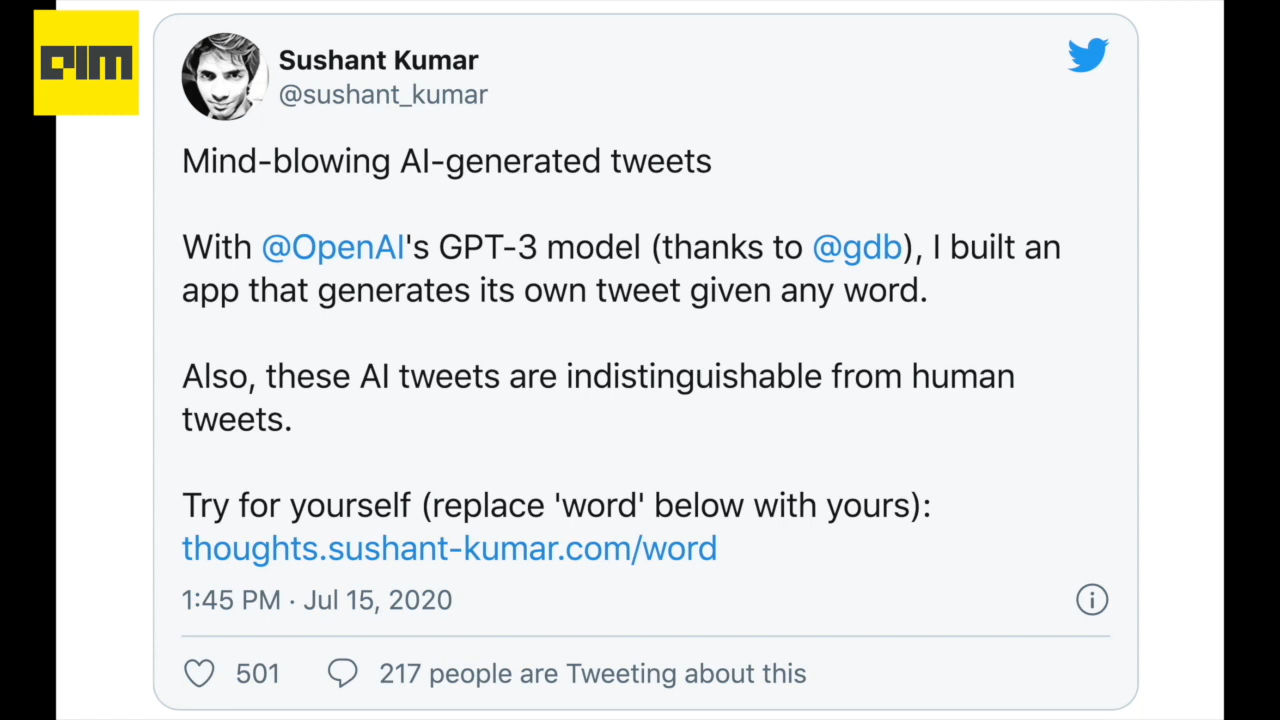 AIM
Sushant Kumar
@sushant_kumar
Mind-blowing AI-generated tweets
With @OpenAI's GPT-3 model (thanks to @gdb), I built an
app that generates its own tweet given any word.
Also, these AI tweets are indistinguishable from human
tweets.
Try for yourself (replace 'word' below with yours):
thoughts.sushant-kumar.com/word
1:45 PM · Jul 15, 2020
501
217 people are Tweeting about this